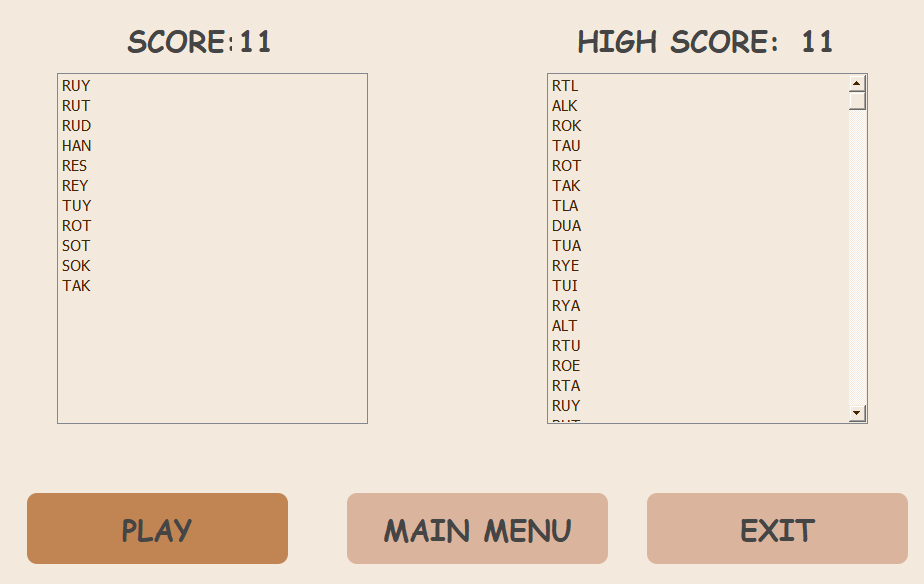 SCORE:11
HIGH SCORE: 11
RUY
RUT
RUD
HAN
RES
REY
TUY
ROT
SOT
SOK
TAK
RTL
ALK
ROK
TAU
ROT
TAK
TLA
DUA
TUA
RYE
TUI
RYA
ALT
RTU
ROE
RTA
RUY
PLAY
MAIN MENU
EXIT